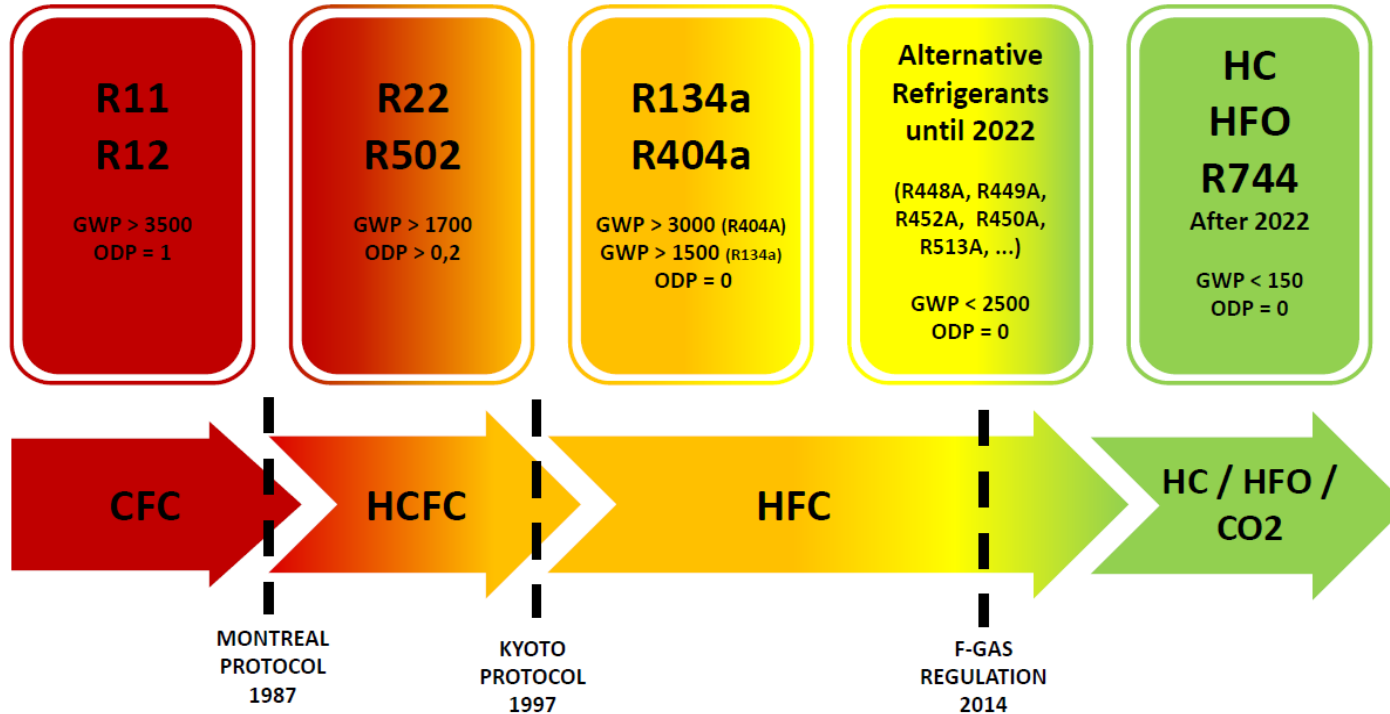 R11
R12
GWP > 3500
ODP = 1
R22
R502
GWP > 1700
ODP > 0,2
R134a
R404a
GWP > 3000 (R404A)
GWP > 1500 (R134a)
ODP = 0
Alternative
Refrigerants
until 2022
(R448A, R449A,
R452A, R450A,
R513A, ...)
GWP < 2500
ODP = 0
HC
HFO
R744
After 2022
GWP < 150
ODP = 0
CFC
HCFC
HFC
HC / HFO /
CO2
MONTREAL
PROTOCOL
1987
KYOTO
PROTOCOL
1997
F-GAS
REGULATION
2014